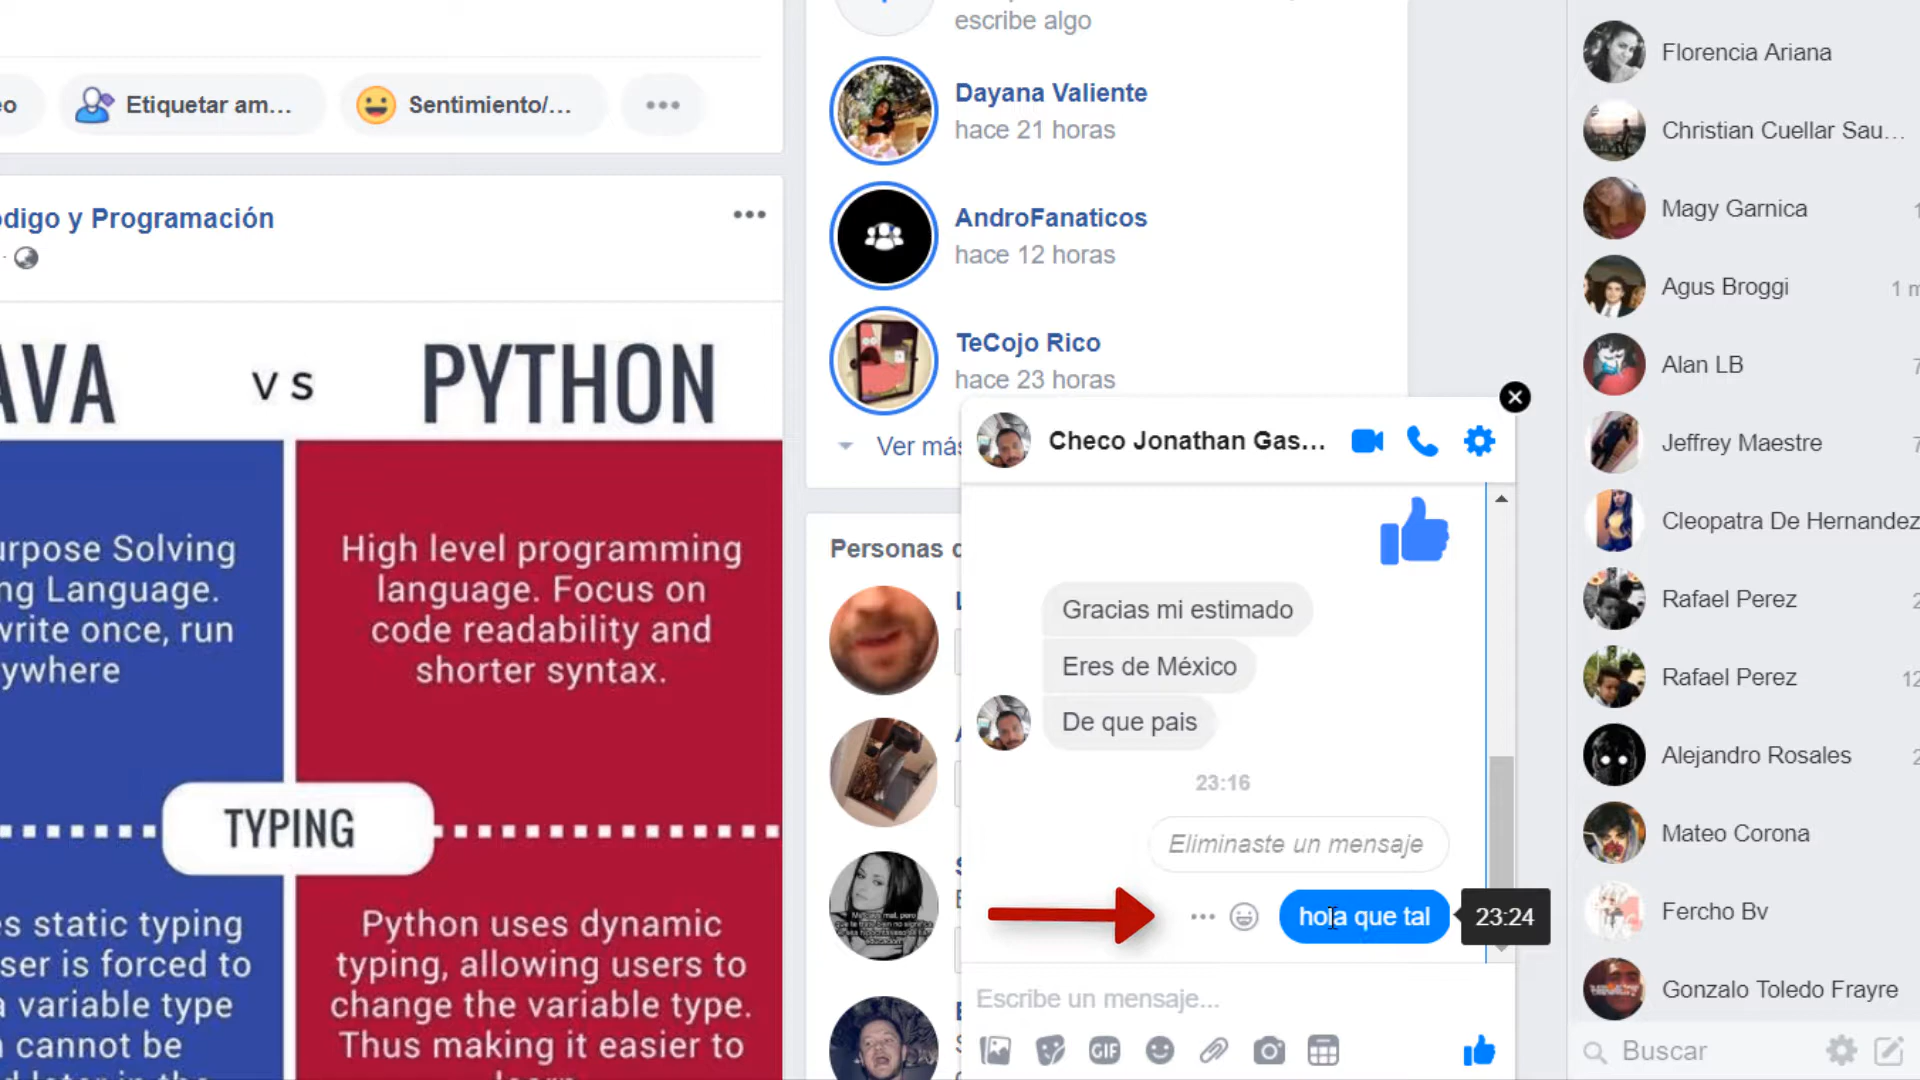 escribe algo
Etiquetar am...
Sentimiento/...
Dayana Valiente
hace 21 horas
AndroFanaticos
hace 12 horas
TeCojo Rico
hace 23 horas
Ver más
ódigo y Programación
AVA
VS
PYTHON
urpose Solving
ng Language.
write once, run
ywhere
High level programming
language. Focus on
code readability and
shorter syntax.
TYPING
es static typing
ser is forced to
a variable type
cannot be
Python uses dynamic
typing, allowing users to
change the variable type.
Thus making it easier to
learn.
Personas
Checo Jonathan Gas...
Gracias mi estimado
Eres de México
De que pais
23:16
Eliminaste un mensaje
hola que tal
23:24
Escribe un mensaje...
GIF
Florencia Ariana
Christian Cuellar Sau...
Magy Garnica
Agus Broggi
1 m
Alan LB
Jeffrey Maestre
Cleopatra De Hernandez
Rafael Perez
Rafael Perez
12
Alejandro Rosales
Mateo Corona
Fercho Bv
Gonzalo Toledo Frayre
Buscar